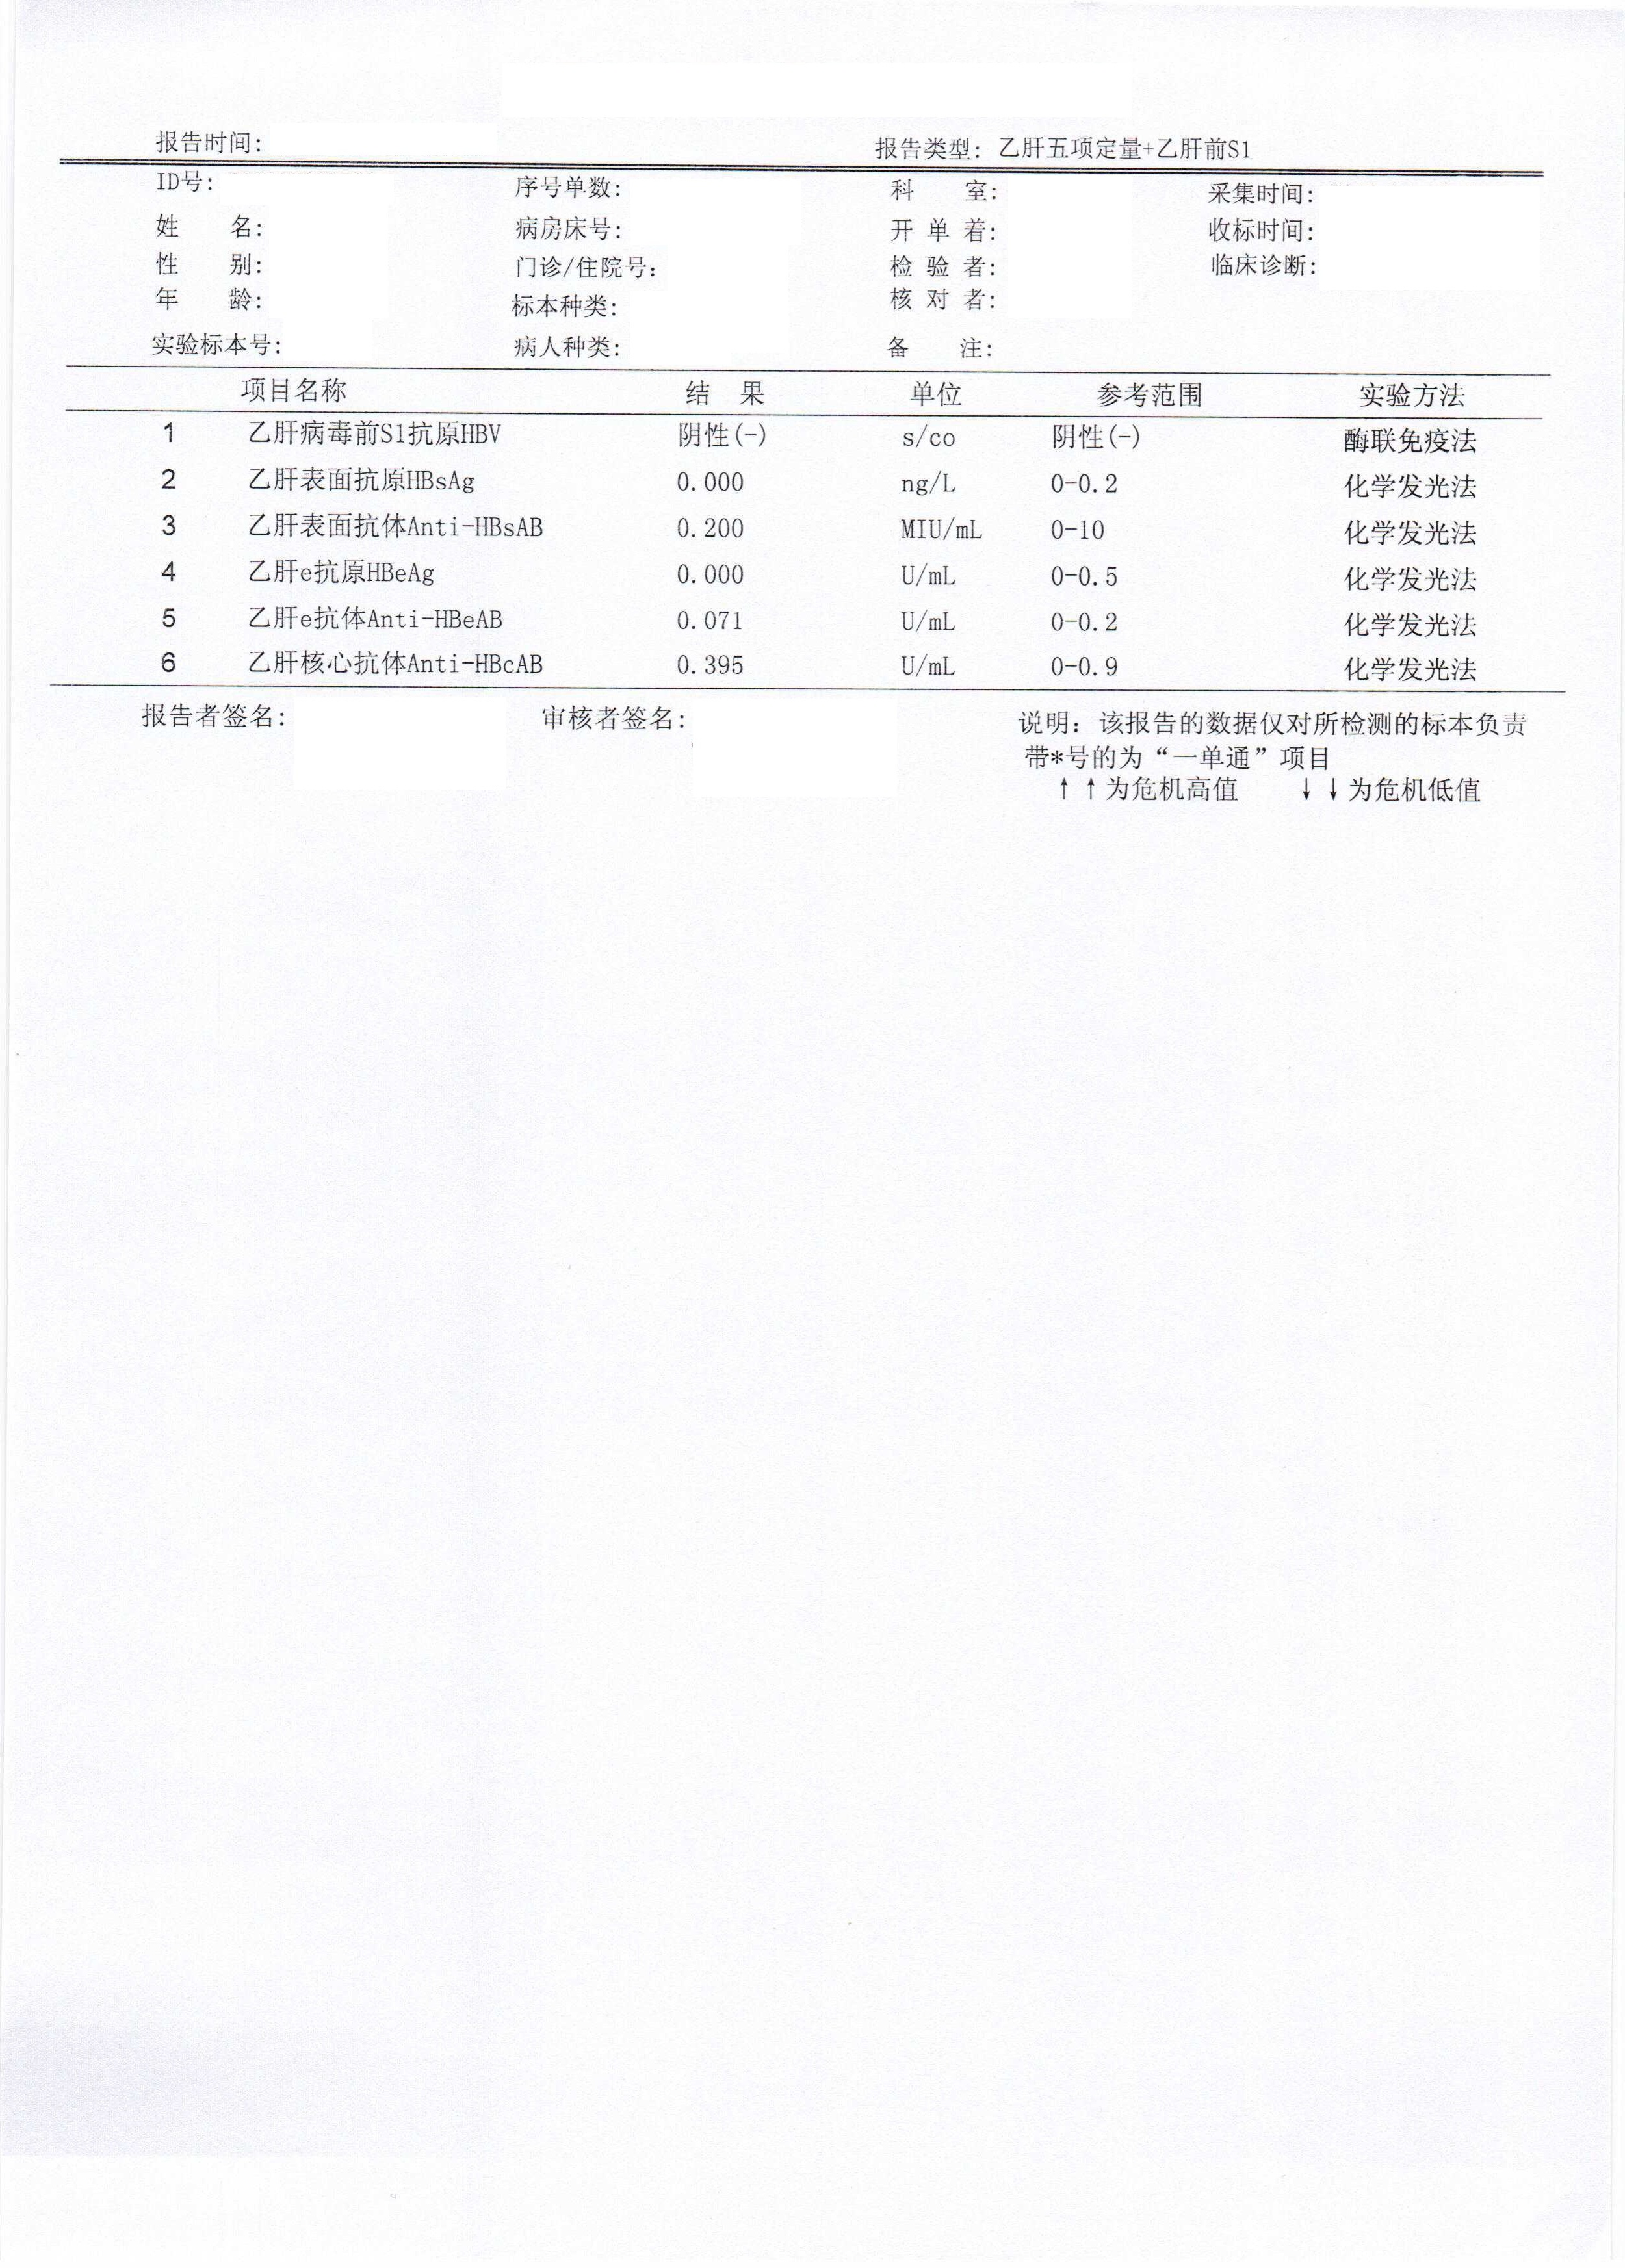 报告时间: 报告类型: 乙肝五项定量+乙肝前S1
ID号: 序号单数: 科 室: 采集时间:
姓 名: 病房床号: 开 单 着: 收标时间:
性 别: 门诊/住院号: 检 验 者: 临床诊断:
年 龄: 标本种类: 核 对 者:
实验标本号: 病人种类: 备 注:
项目名称 结 果 单位 参考范围 实验方法
1 乙肝病毒前S1抗原HBV 阴性(-) s/co 阴性(-) 酶联免疫法
2 乙肝表面抗原HBsAg 0.000 ng/L 0-0.2 化学发光法
3 乙肝表面抗体Anti-HBsAB 0.200 MIU/mL 0-10 化学发光法
4 乙肝e抗原HBeAg 0.000 U/mL 0-0.5 化学发光法
5 乙肝e抗体Anti-HBeAB 0.071 U/mL 0-0.2 化学发光法
6 乙肝核心抗体Anti-HBcAB 0.395 U/mL 0-0.9 化学发光法
报告者签名: 审核者签名: 说明: 该报告的数据仅对所检测的标本负责
带*号的为“一单通”项目
↑↑为危机高值 ↓↓为危机低值